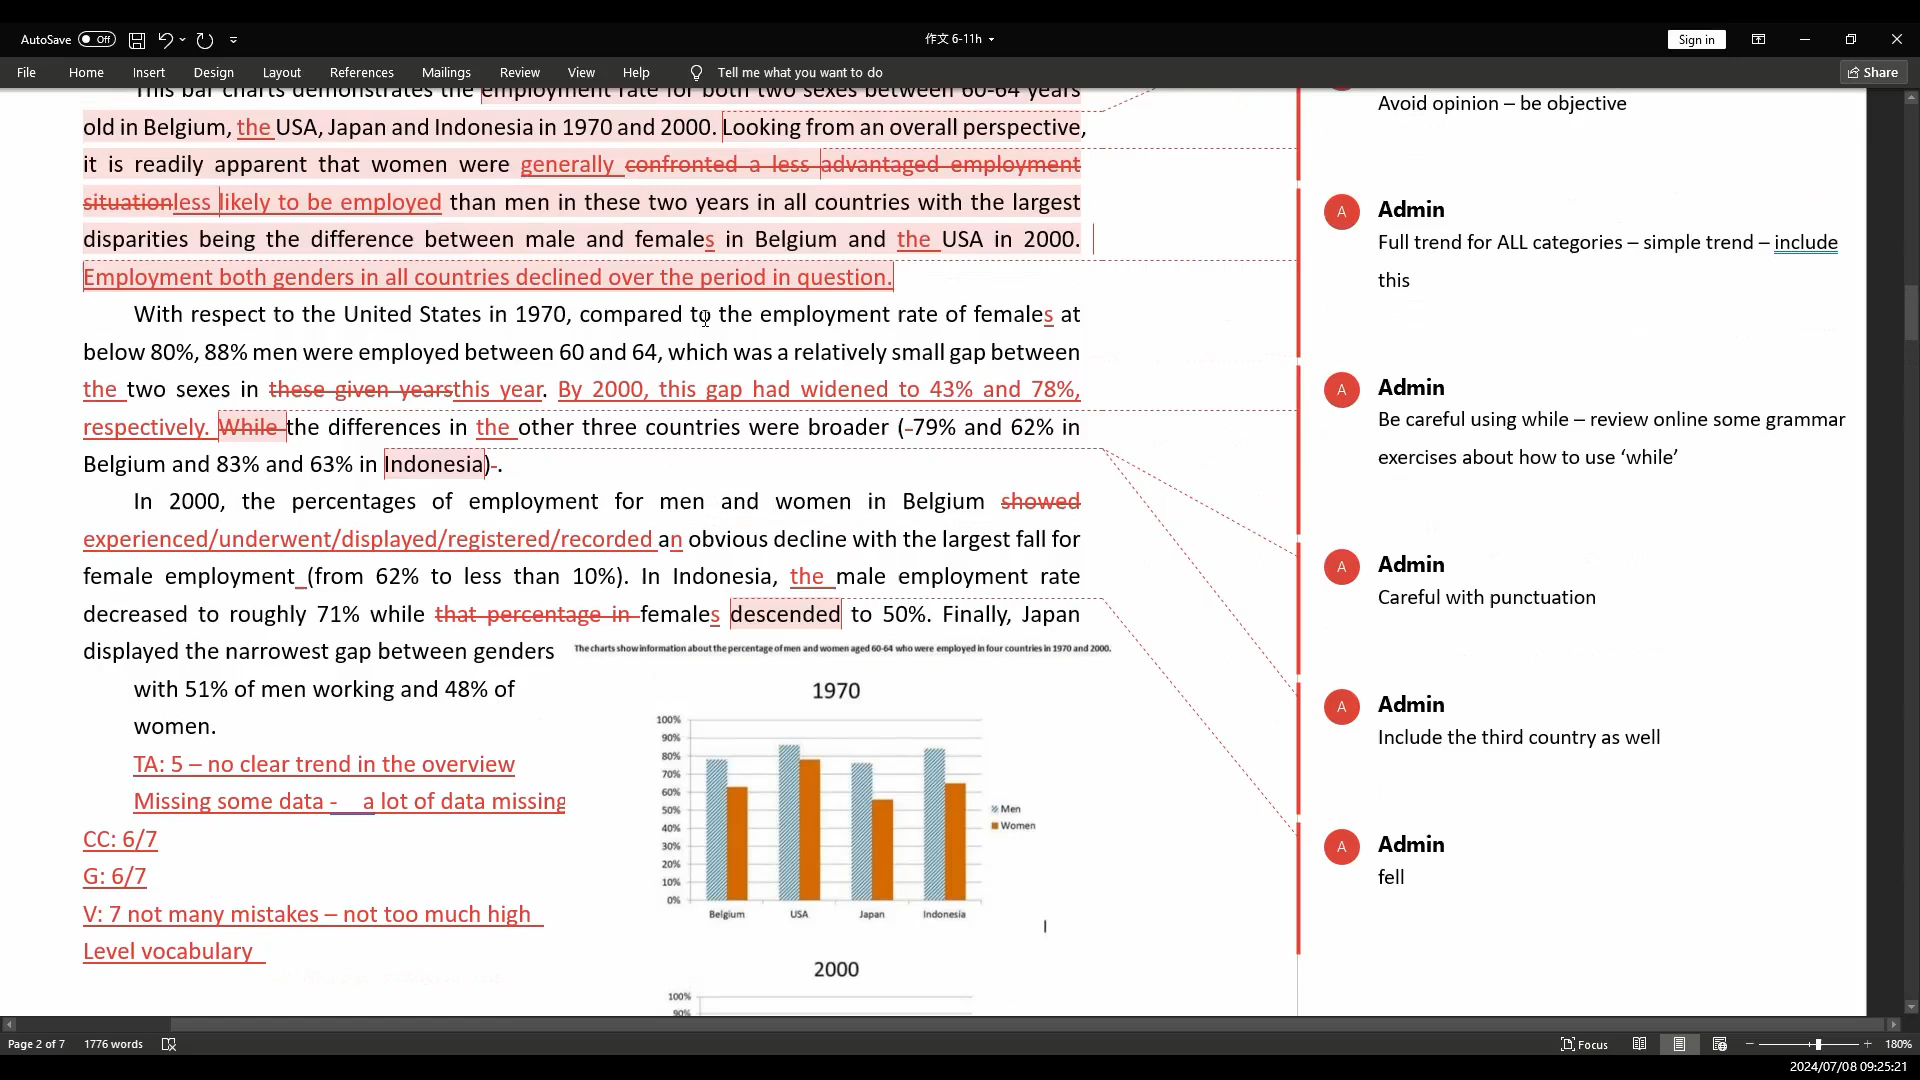 AutoSave Off
作文 6-11h
Sign in
File Home Insert Design Layout References Mailings Review View Help Tell me what you want to do
Share
This bar charts demonstrates the employment rate for both two sexes between 60-64 years
old in Belgium, the USA, Japan and Indonesia in 1970 and 2000. Looking from an overall perspective,
it is readily apparent that women were generally confronted a less advantaged employment
situationless likely to be employed than men in these two years in all countries with the largest
disparities being the difference between male and females in Belgium and the USA in 2000.
Employment both genders in all countries declined over the period in question.
With respect to the United States in 1970, compared to the employment rate of females at
below 80%, 88% men were employed between 60 and 64, which was a relatively small gap between
the two sexes in these given yearsthis year. By 2000, this gap had widened to 43% and 78%,
respectively. While the differences in the other three countries were broader (-79% and 62% in
Belgium and 83% and 63% in Indonesia)-.
In 2000, the percentages of employment for men and women in Belgium showed
experienced/underwent/displayed/registered/recorded an obvious decline with the largest fall for
female employment (from 62% to less than 10%). In Indonesia, the male employment rate
decreased to roughly 71% while that percentage in females descended to 50%. Finally, Japan
displayed the narrowest gap between genders
with 51% of men working and 48% of
women.
TA: 5 – no clear trend in the overview
Missing some data - a lot of data missing
CC: 6/7
G: 6/7
V: 7 not many mistakes – not too much high
Level vocabulary
The charts show information about the percentage of men and women aged 60-64 who were employed in four countries in 1970 and 2000.
1970
100%
90%
80%
70%
60%
50%
40%
30%
20%
10%
0%
Belgium USA Japan Indonesia
Men
Women
2000
100%
90%
Avoid opinion – be objective
A Admin
Full trend for ALL categories – simple trend – include
this
A Admin
Be careful using while – review online some grammar
exercises about how to use ‘while’
A Admin
Careful with punctuation
A Admin
Include the third country as well
A Admin
fell
Page 2 of 7 1776 words
Focus
180%
2024/07/08 09:25:21